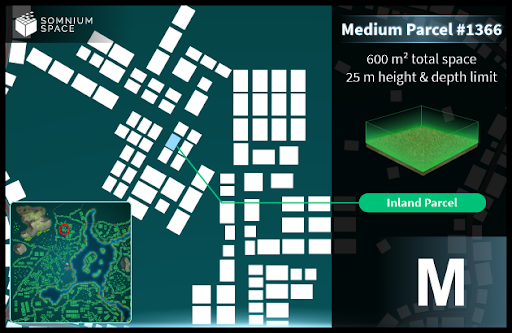 SOMNIUM
SPACE
Medium Parcel #1366
600 m² total space
25 m height & depth limit
Inland Parcel
M